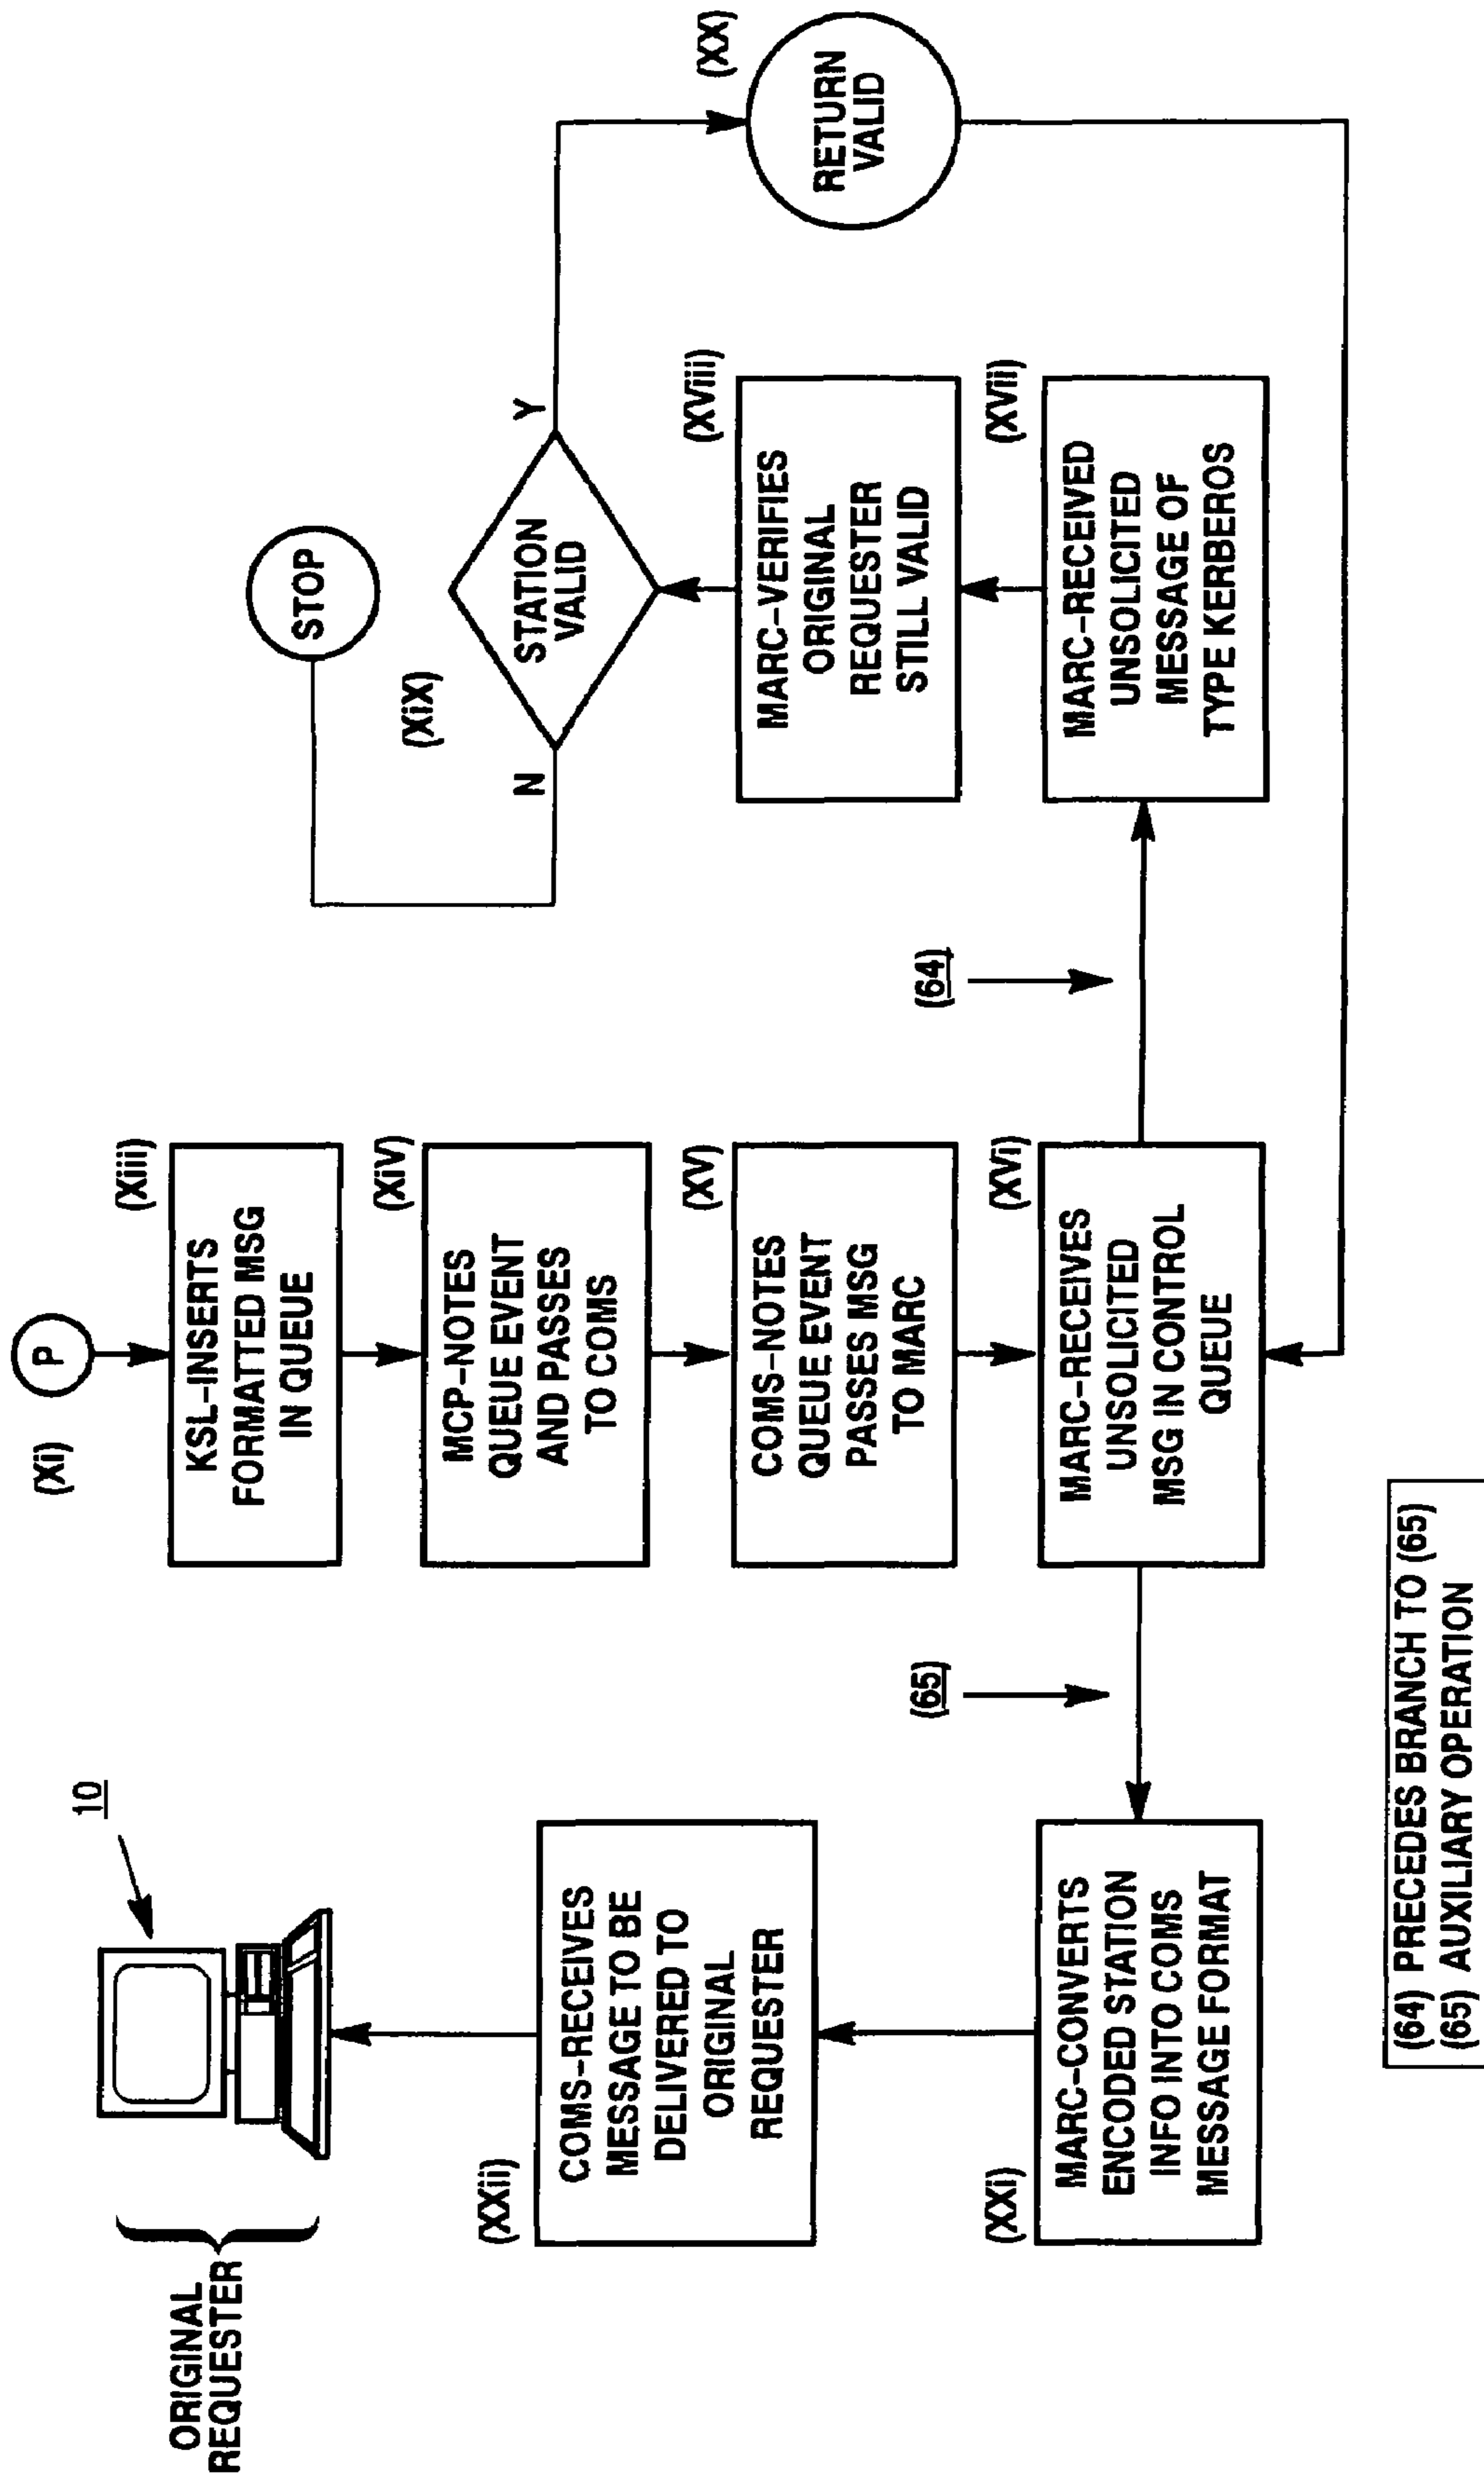 (Xi)
P
(Xiii)
KSL-INSERTS
FORMATTED MSG
IN QUEUE
(XiV)
MCP-NOTES
QUEUE EVENT
AND PASSES
TO COMS
(XV)
COMS-NOTES
QUEUE EVENT
PASSES MSG
TO MARC
(XVi)
MARC-RECEIVES
UNSOLICITED
MSG IN CONTROL
QUEUE
(64)
(XVii)
MARC-RECEIVED
UNSOLICITED
MESSAGE OF
TYPE KERBEROS
(XViii)
MARC-VERIFIES
ORIGINAL
REQUESTER
STILL VALID
(XiX)
STATION
VALID
N
Y
STOP
(XX)
RETURN
VALID
(65)
(XXi)
MARC-CONVERTS
ENCODED STATION
INFO INTO COMS
MESSAGE FORMAT
(XXii)
COMS-RECEIVES
MESSAGE TO BE
DELIVERED TO
ORIGINAL
REQUESTER
10
ORIGINAL
REQUESTER
(64) PRECEDES BRANCH TO (65)
(65) AUXILIARY OPERATION